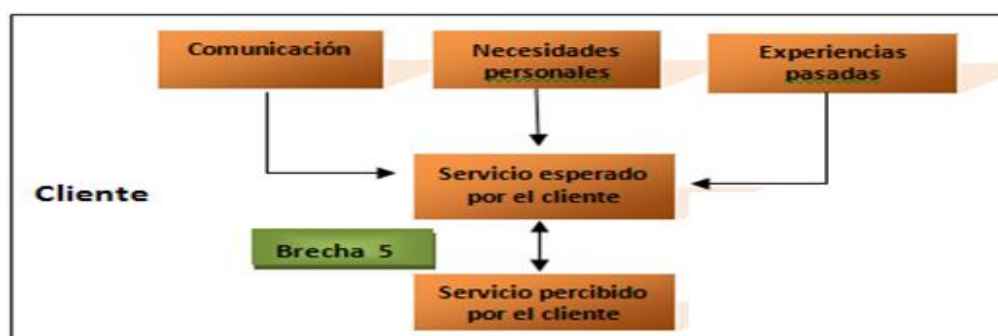 Comunicación
Necesidades
personales
Experiencias
pasadas
Servicio esperado
por el cliente
Cliente
Brecha 5
Servicio percibido
por el cliente